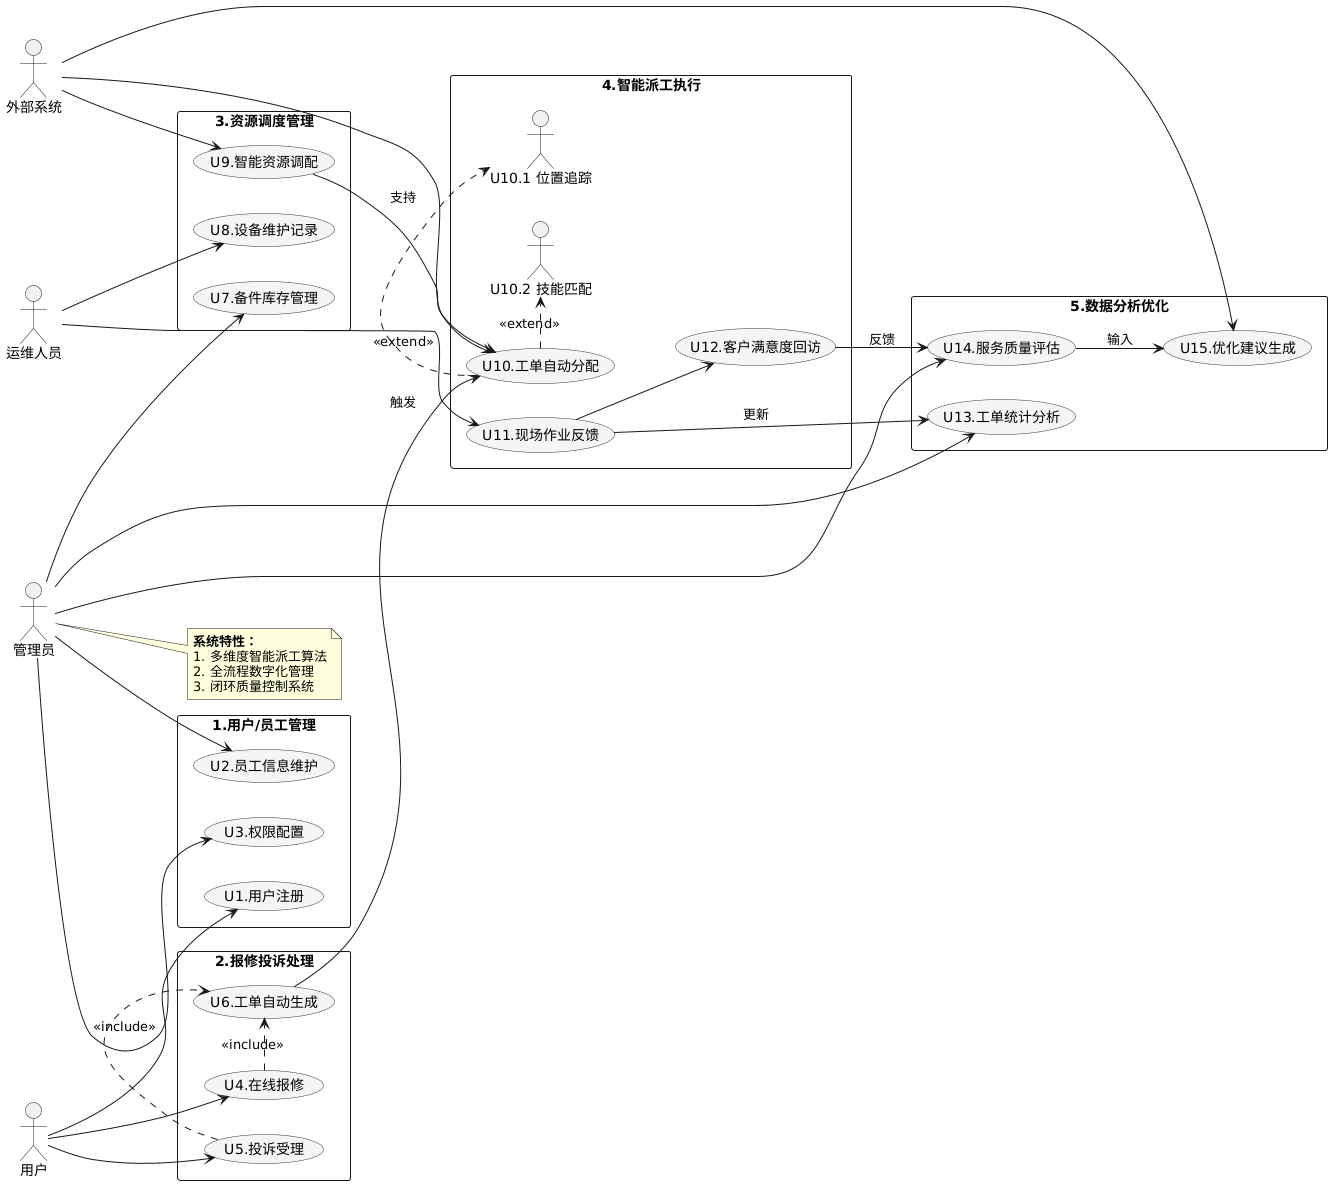 外部系统
3.资源调度管理
U9.智能资源调配
U8.设备维护记录
U7.备件库存管理
运维人员
支持
4.智能派工执行
U10.1 位置追踪
U10.2 技能匹配
«extend»
«extend»
U10.工单自动分配
U12.客户满意度回访
U11.现场作业反馈
触发
反馈
更新
5.数据分析优化
U14.服务质量评估
输入
U15.优化建议生成
U13.工单统计分析
管理员
系统特性：
1. 多维度智能派工算法
2. 全流程数字化管理
3. 闭环质量控制系统
1.用户/员工管理
U2.员工信息维护
U3.权限配置
U1.用户注册
2.报修投诉处理
U6.工单自动生成
«include»
«include»
U4.在线报修
U5.投诉受理
用户